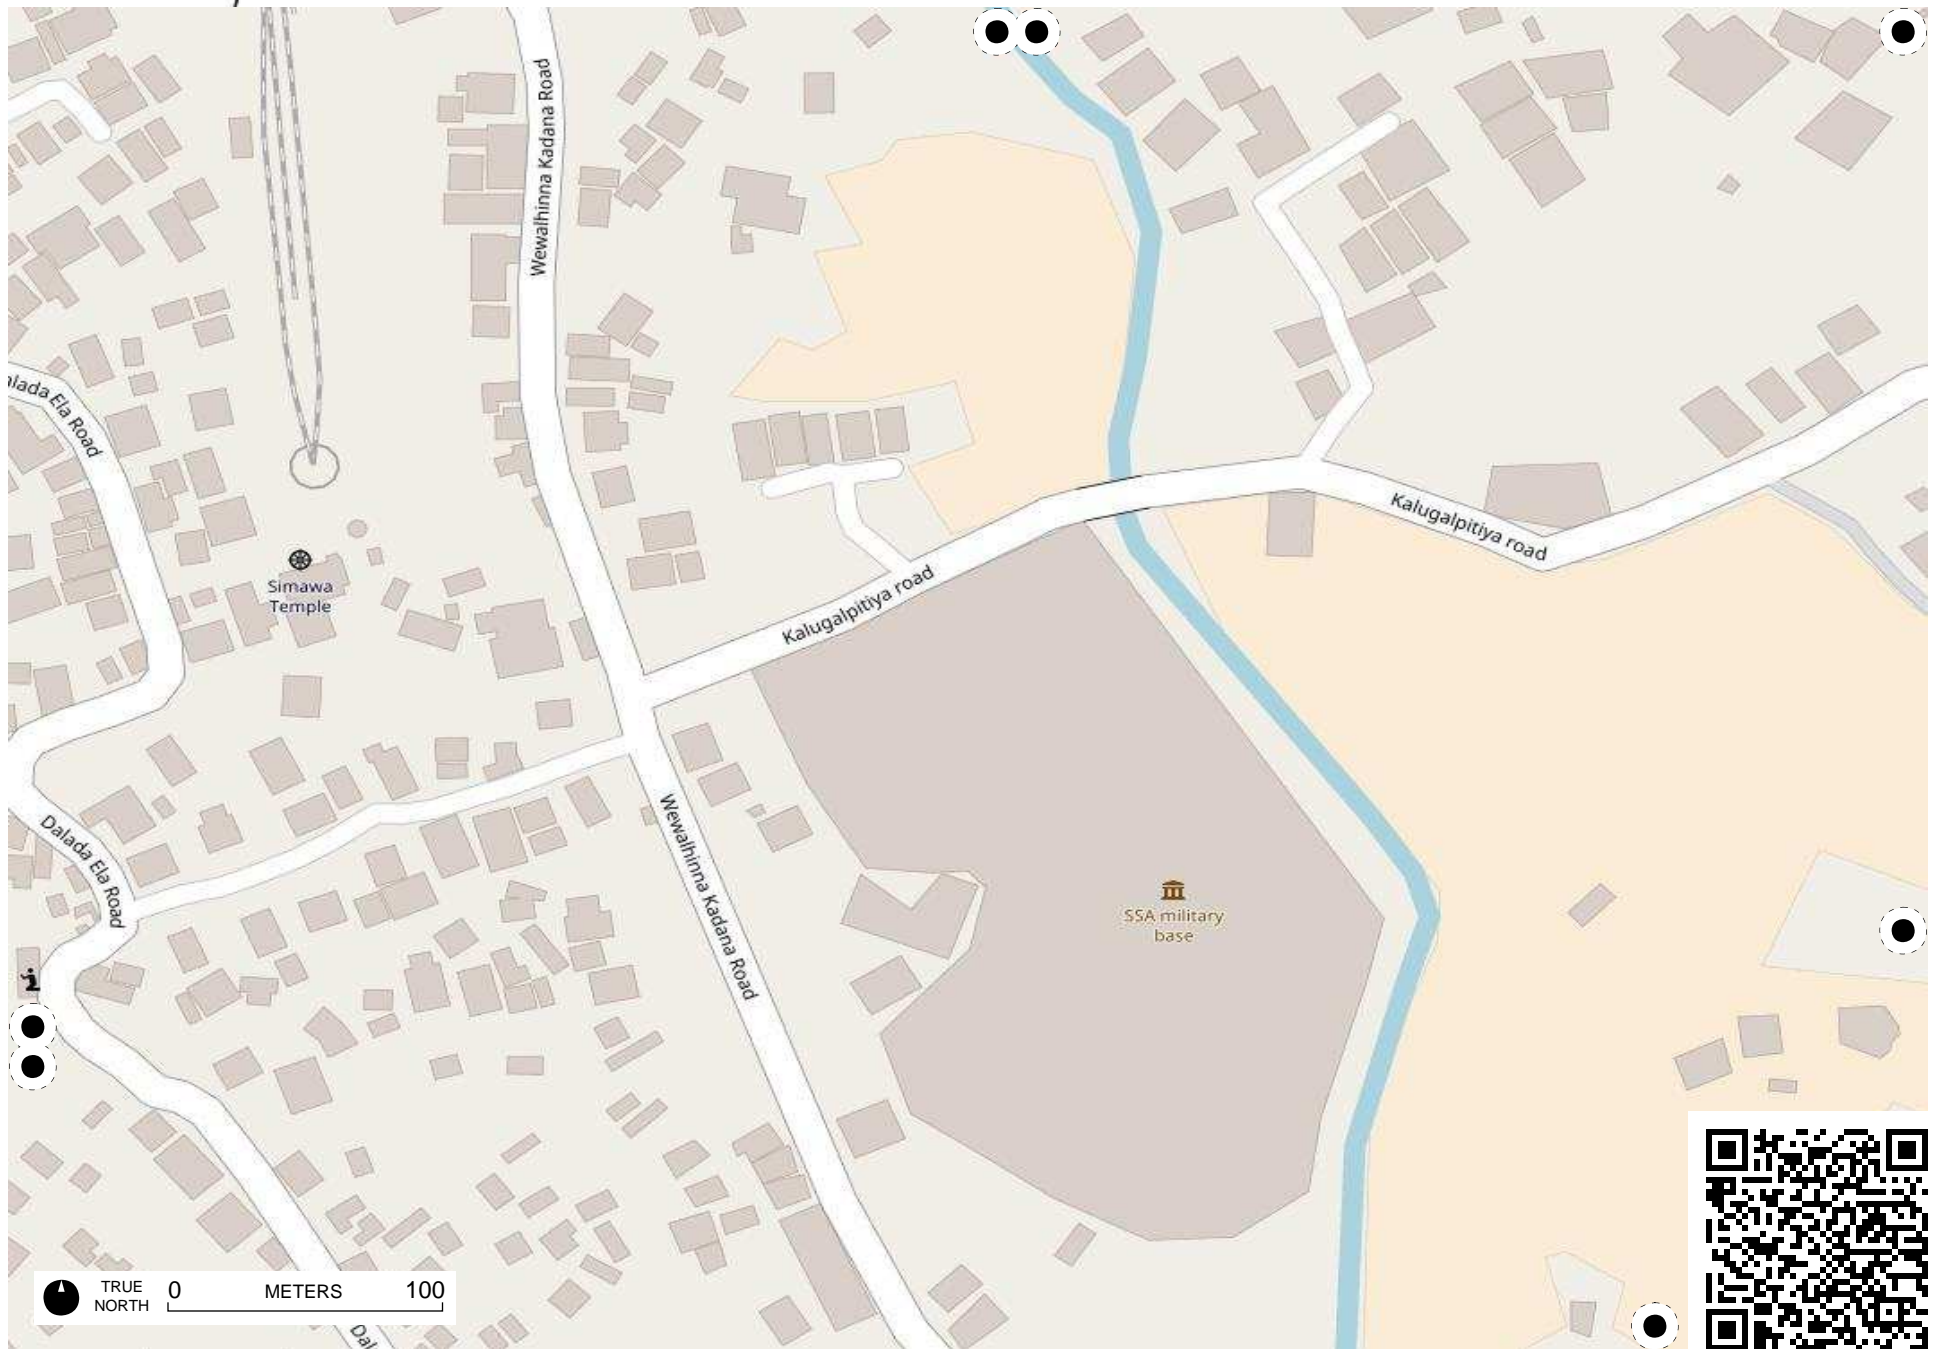 Wewalhinna Kadana Road
Ela Road
Kalugalpitiya road
Simawa
Temple
Kalugalpitiya road
Wewalhinna Kadana Road
Dalada Ela Road
SSA military
base
TRUE
NORTH
0 METERS 100
Dal